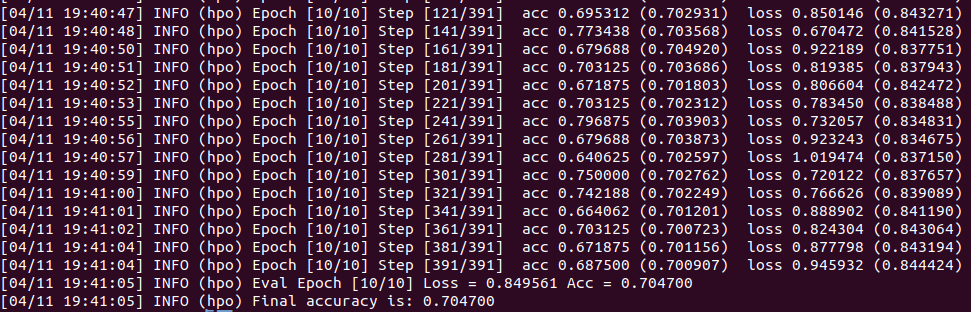 [04/11 19:40:47] INFO (hpo) Epoch [10/10] Step [121/391]  acc 0.695312 (0.702931)  loss 0.850146 (0.843271)
[04/11 19:40:48] INFO (hpo) Epoch [10/10] Step [141/391]  acc 0.773438 (0.703568)  loss 0.670472 (0.841528)
[04/11 19:40:50] INFO (hpo) Epoch [10/10] Step [161/391]  acc 0.679688 (0.704920)  loss 0.922189 (0.837751)
[04/11 19:40:51] INFO (hpo) Epoch [10/10] Step [181/391]  acc 0.703125 (0.703686)  loss 0.819385 (0.837943)
[04/11 19:40:52] INFO (hpo) Epoch [10/10] Step [201/391]  acc 0.671875 (0.701803)  loss 0.806604 (0.842472)
[04/11 19:40:53] INFO (hpo) Epoch [10/10] Step [221/391]  acc 0.703125 (0.702312)  loss 0.783450 (0.838488)
[04/11 19:40:55] INFO (hpo) Epoch [10/10] Step [241/391]  acc 0.796875 (0.703903)  loss 0.732057 (0.834831)
[04/11 19:40:56] INFO (hpo) Epoch [10/10] Step [261/391]  acc 0.679688 (0.703873)  loss 0.923243 (0.834675)
[04/11 19:40:57] INFO (hpo) Epoch [10/10] Step [281/391]  acc 0.640625 (0.702597)  loss 1.019474 (0.837150)
[04/11 19:40:59] INFO (hpo) Epoch [10/10] Step [301/391]  acc 0.750000 (0.702762)  loss 0.720122 (0.837657)
[04/11 19:41:00] INFO (hpo) Epoch [10/10] Step [321/391]  acc 0.742188 (0.702249)  loss 0.766626 (0.839089)
[04/11 19:41:01] INFO (hpo) Epoch [10/10] Step [341/391]  acc 0.664062 (0.701201)  loss 0.888902 (0.841190)
[04/11 19:41:02] INFO (hpo) Epoch [10/10] Step [361/391]  acc 0.703125 (0.700723)  loss 0.824304 (0.843064)
[04/11 19:41:04] INFO (hpo) Epoch [10/10] Step [381/391]  acc 0.671875 (0.701156)  loss 0.877798 (0.843194)
[04/11 19:41:04] INFO (hpo) Epoch [10/10] Step [391/391]  acc 0.687500 (0.700907)  loss 0.945932 (0.844424)
[04/11 19:41:05] INFO (hpo) Eval Epoch [10/10] Loss = 0.849561 Acc = 0.704700
[04/11 19:41:05] INFO (hpo) Final accuracy is: 0.704700